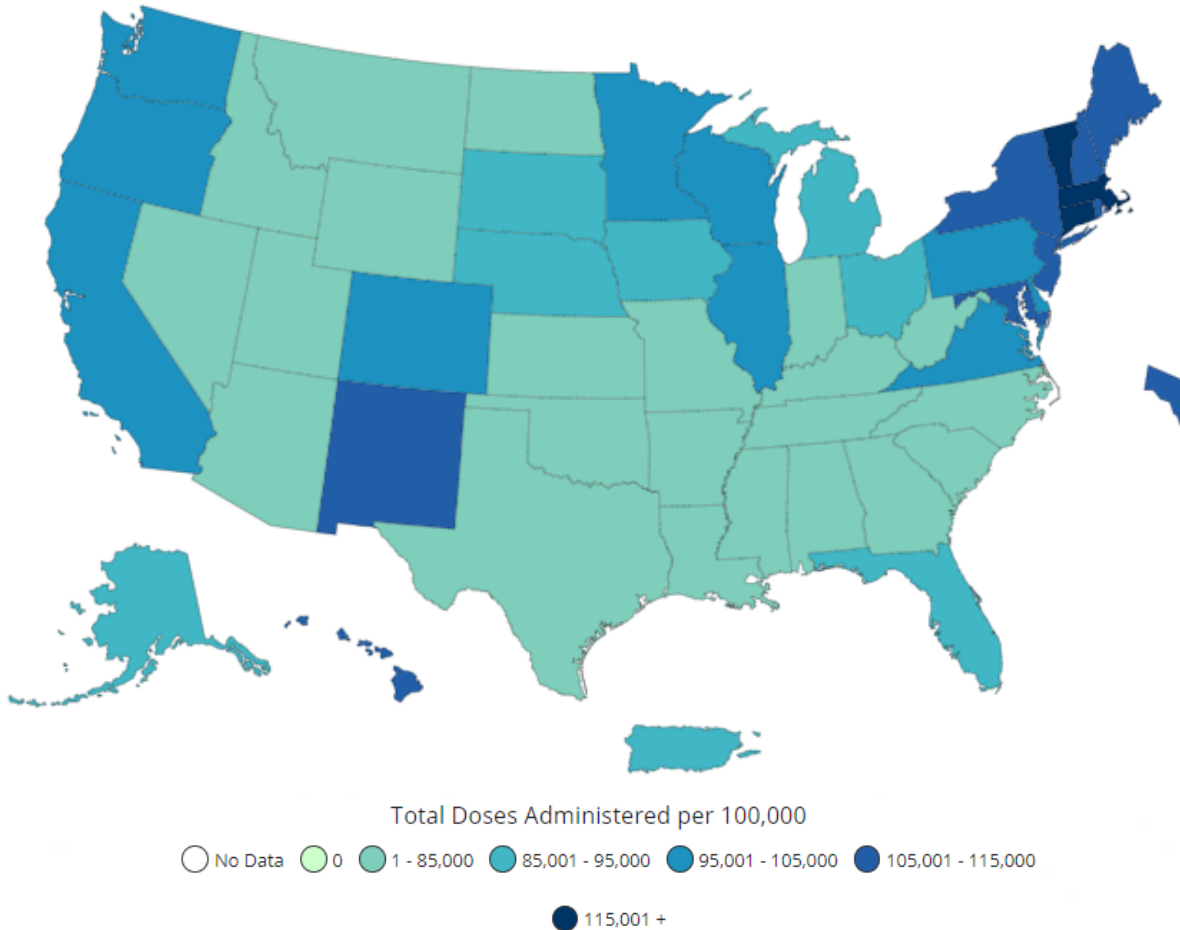 Total Doses Administered per 100,000
No Data 0 1 - 85,000 85,001 - 95,000 95,001 - 105,000 105,001 - 115,000
115,001 +